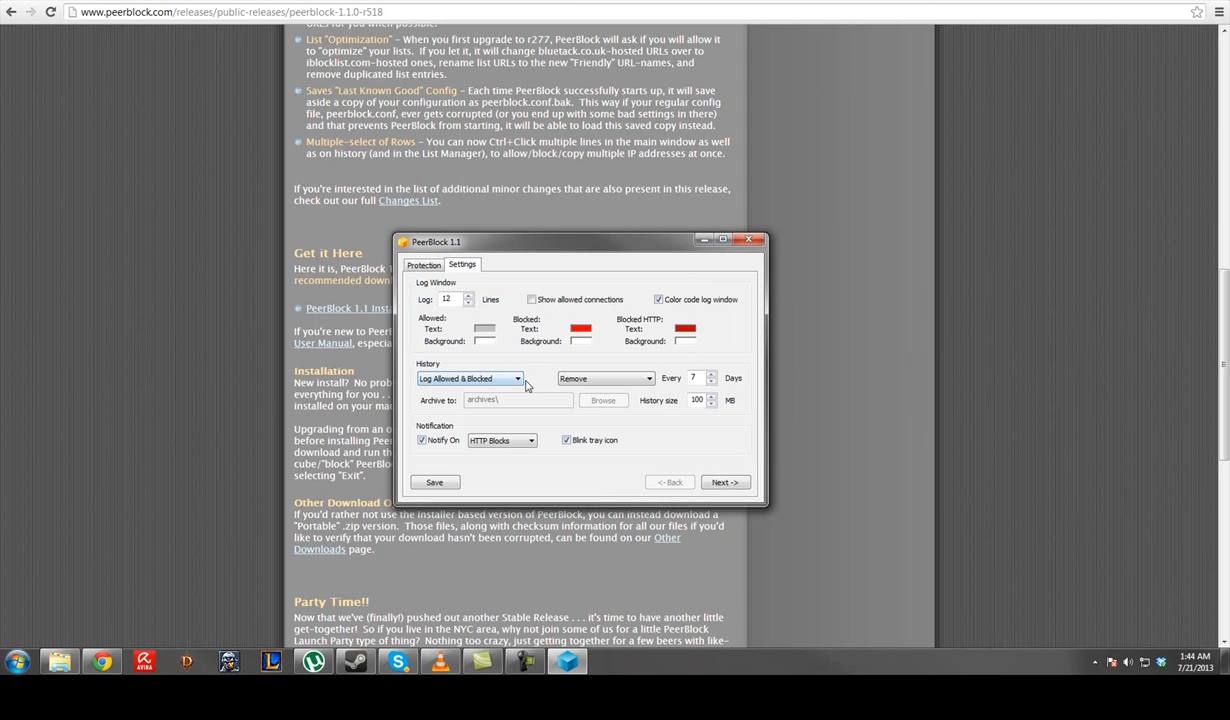 www.peerblock.com/releases/public-releases/peerblock-1.1.0-r518
URLs for you when possible.
List "Optimization" - When you first upgrade to r277, PeerBlock will ask if you will allow it
to "optimize" your lists. If you let it, it will change bluetack.co.uk-hosted URLs over to
iblocklist.com-hosted ones, rename list URLs to the new "Friendly" URL-names, and
remove duplicated list entries.
Saves "Last Known Good" Config - Each time PeerBlock successfully starts up, it will save
aside a copy of your configuration as peerblock.conf.bak. This way if your regular config
file, peerblock.conf, ever gets corrupted (or you end up with some bad settings in there)
and that prevents PeerBlock from starting, it will be able to load this saved copy instead.
Multiple-select of Rows - You can now Ctrl+Click multiple lines in the main window as well
as on history (and in the List Manager), to allow/block/copy multiple IP addresses at once.
If you're interested in the list of additional minor changes that are also present in this release,
check out our full Changes List.
Get it Here
Here it is, PeerBlock 1
recommended down
PeerBlock 1.1 Inst
If you're new to Peer
User Manual, especia
Installation
New install? No prob
everything for you . .
installed on your ma
Upgrading from an o
before installing Peer
download and run th
cube/"block" PeerBlo
selecting "Exit".
Other Download O
If you'd rather not use the installer based version of PeerBlock, you can instead download a
"Portable" .zip version. Those files, along with checksum information for all our files if you'd
like to verify that your download hasn't been corrupted, can be found on our Other
Downloads page.
Party Time!!
Now that we've (finally!) pushed out another Stable Release . . . it's time to have another little
get-together! So if you live in the NYC area, why not join some of us for a little PeerBlock
Launch Party type of thing? Nothing too crazy, just getting together for a few beers with like-
PeerBlock 1.1
Protection Settings
Log Window
Log: 12 Lines Show allowed connections Color code log window
Allowed: Blocked: Blocked HTTP:
Text: Text: Text:
Background: Background: Background:
History
Log Allowed & Blocked Remove Every 7 Days
Archive to: archives\ Browse History size 100 MB
Notification
Notify On HTTP Blocks Blink tray icon
Save <- Back Next ->
AVIRA
1:44 AM
7/21/2013